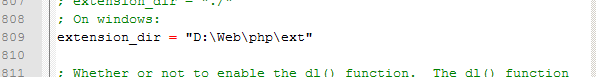 807 ; extension_dir = "./"
808 ; On windows:
809 extension_dir = "D:\Web\php\ext"
810
811 ; Whether or not to enable the dl() function. The dl() function